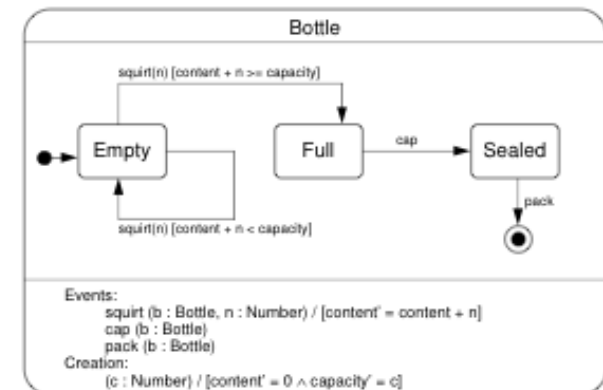 Bottle
squirt(n) [content + n >= capacity]
Empty
Full
cap
Sealed
pack
squirt(n) [content + n < capacity]
Events:
squirt (b : Bottle, n : Number) / [content' = content + n]
cap (b : Bottle)
pack (b : Bottle)
Creation:
(c : Number) / [content' = 0 ∧ capacity' = c]